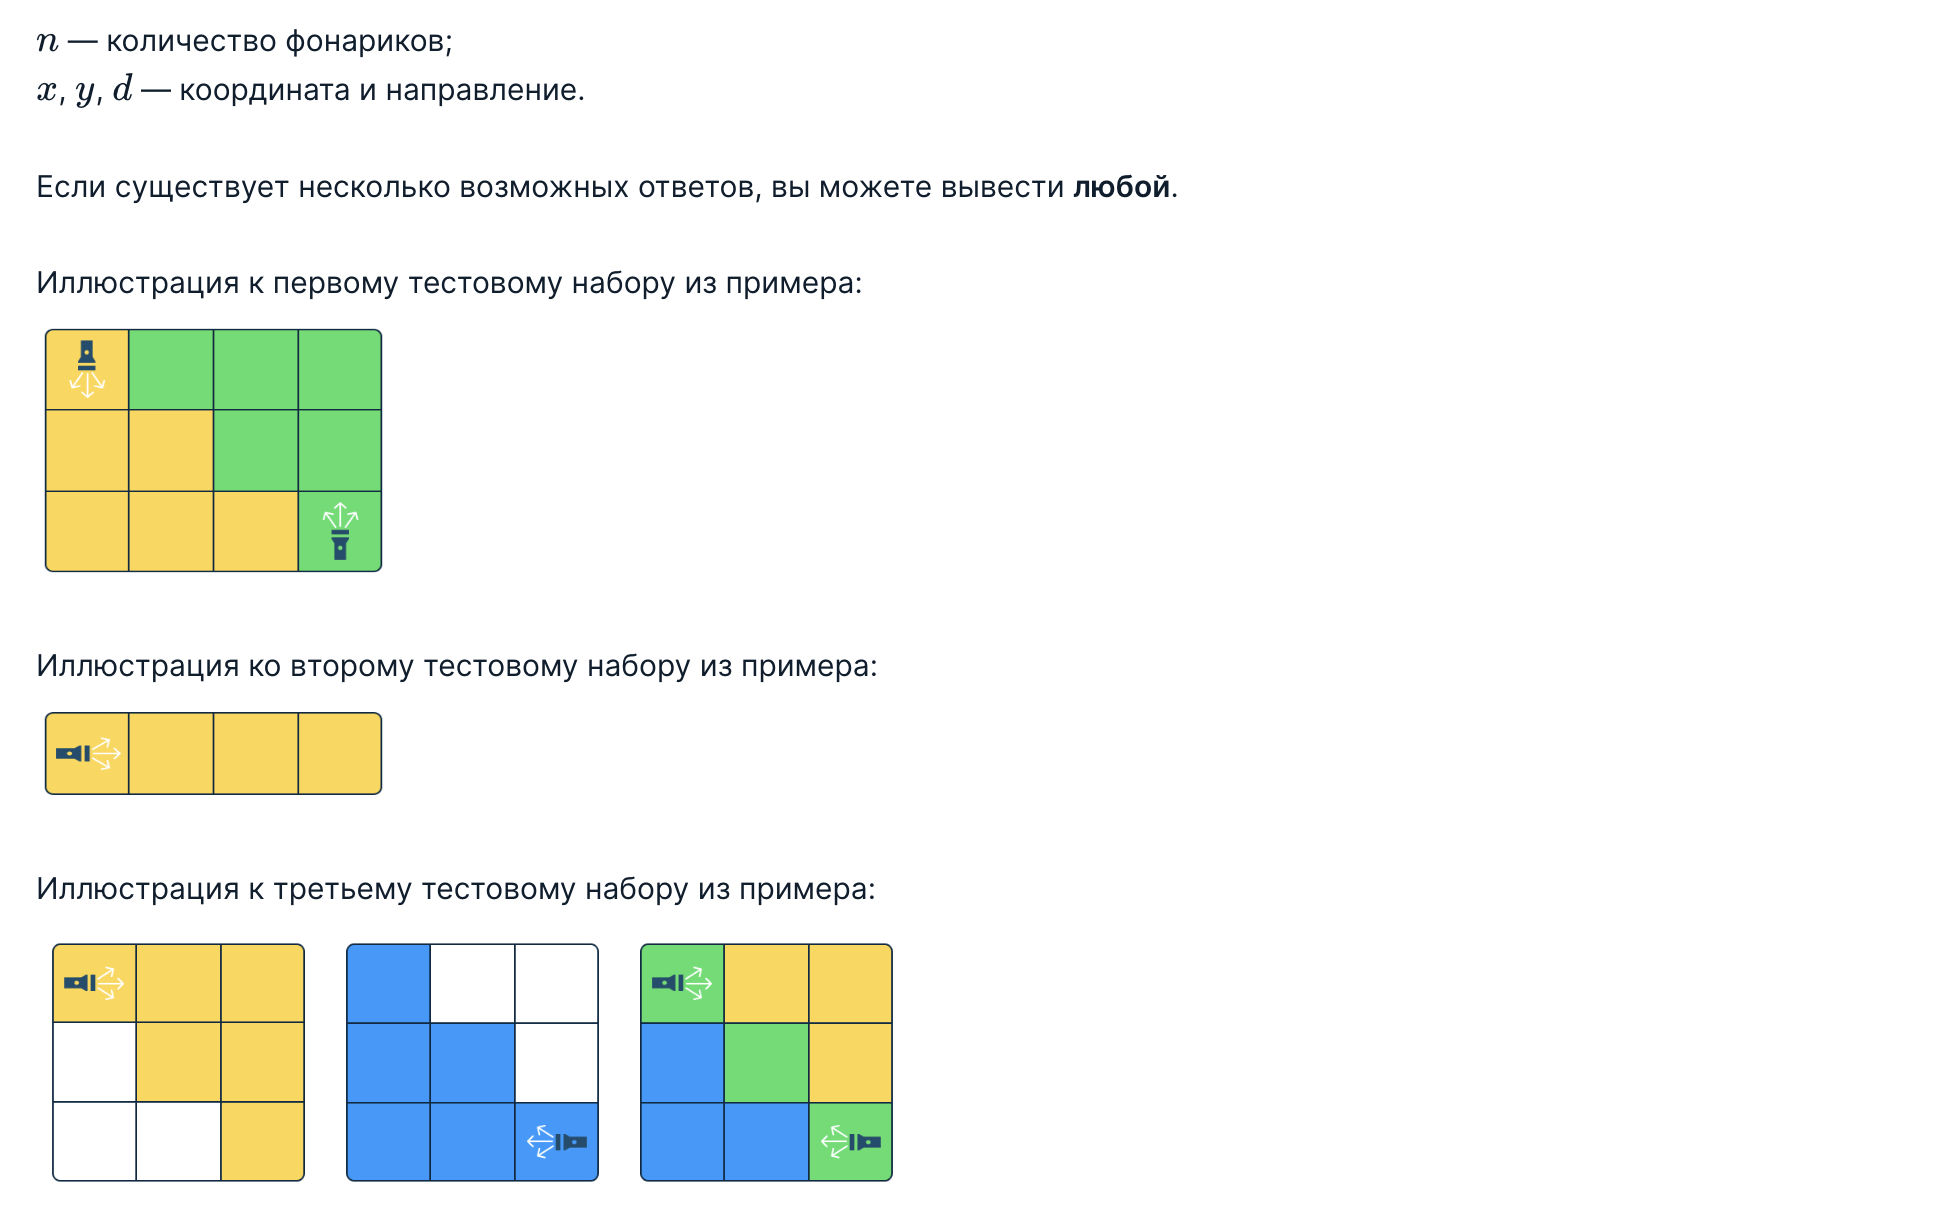 n — количество фонариков;
x, y, d — координата и направление.
Если существует несколько возможных ответов, вы можете вывести любой.
Иллюстрация к первому тестовому набору из примера:
Иллюстрация ко второму тестовому набору из примера:
Иллюстрация к третьему тестовому набору из примера: